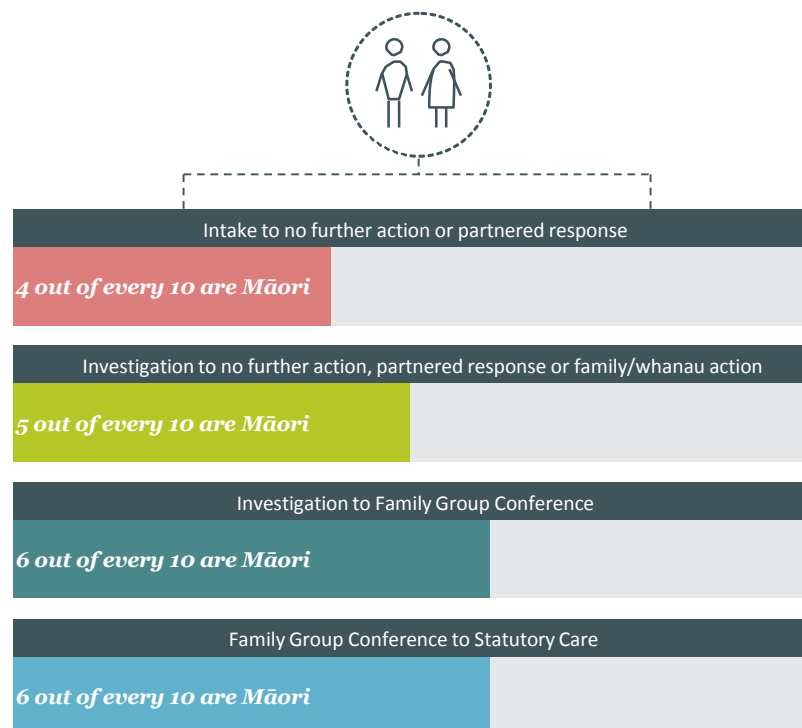 Intake to no further action or partnered response
4 out of every 10 are Māori
Investigation to no further action, partnered response or family/whanau action
5 out of every 10 are Māori
Investigation to Family Group Conference
6 out of every 10 are Māori
Family Group Conference to Statutory Care
6 out of every 10 are Māori